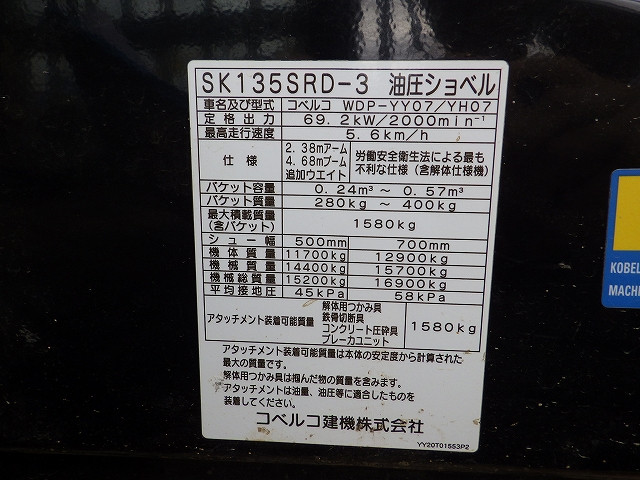 SK135SRD-3 油圧ショベル
車名及び型式 コベルコ WDP-YY07/YH07
定格出力 69.2kW/2000min⁻¹
最高走行速度 5.6km/h
仕様 2.38mアーム 4.68mブーム 追加ウエイト 労働安全衛生法による最も不利な仕様(含解体仕様機)
バケット容量 0.24m³ ~ 0.57m³
バケット質量 280kg ~ 400kg
最大積載質量(含バケット) 1580kg
シュー幅 500mm 700mm
機体質量 11700kg 12900kg
機械質量 14400kg 15700kg
機械総質量 15200kg 16900kg
平均接地圧 45kPa 58kPa
アタッチメント装着可能質量 解体用つかみ具 鉄骨切断具 コンクリート圧砕具 ブレーカユニット 1580kg
アタッチメント装着可能質量は本体の安定度から計算された
最大の質量です。
解体用つかみ具は掴んだ物の質量を含みます。
アタッチメントは油量、油圧等に適合したものを
装着してください。
コベルコ建機株式会社
YY20T01553P2
KOBEL
MACHI